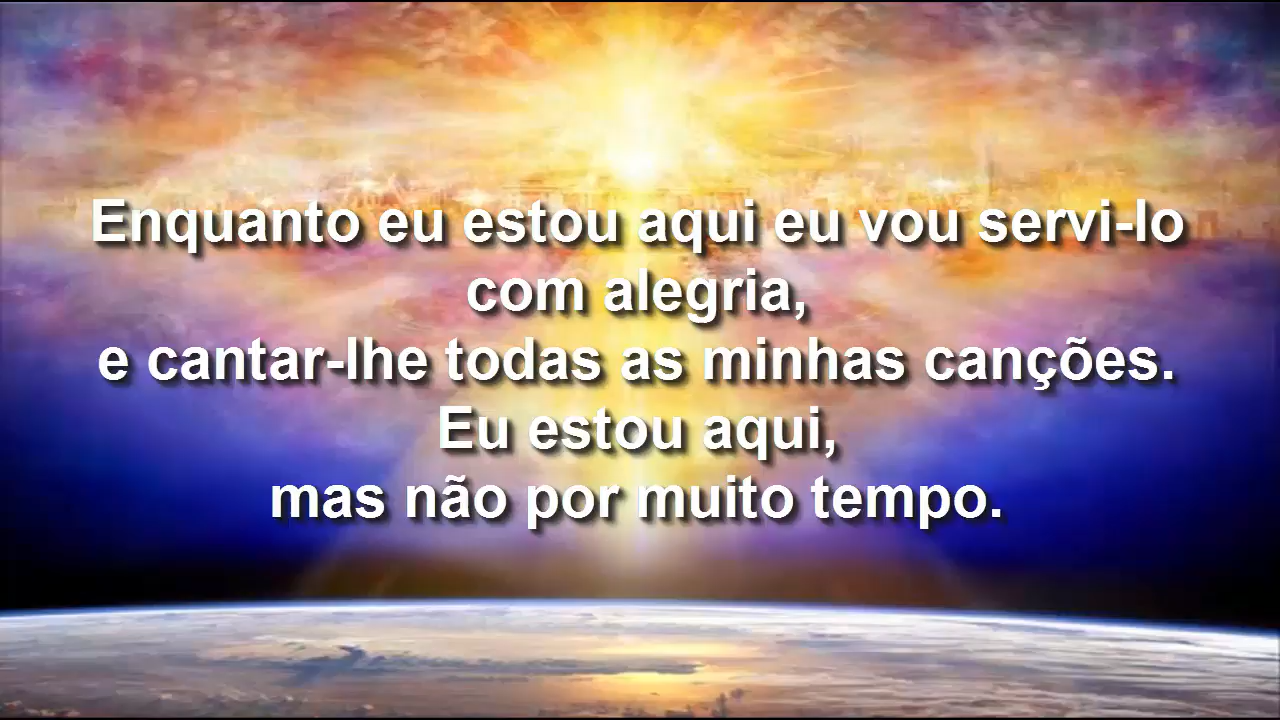 Enquanto eu estou aqui eu vou servi-lo
com alegria,
e cantar-lhe todas as minhas canções.
Eu estou aqui,
mas não por muito tempo.